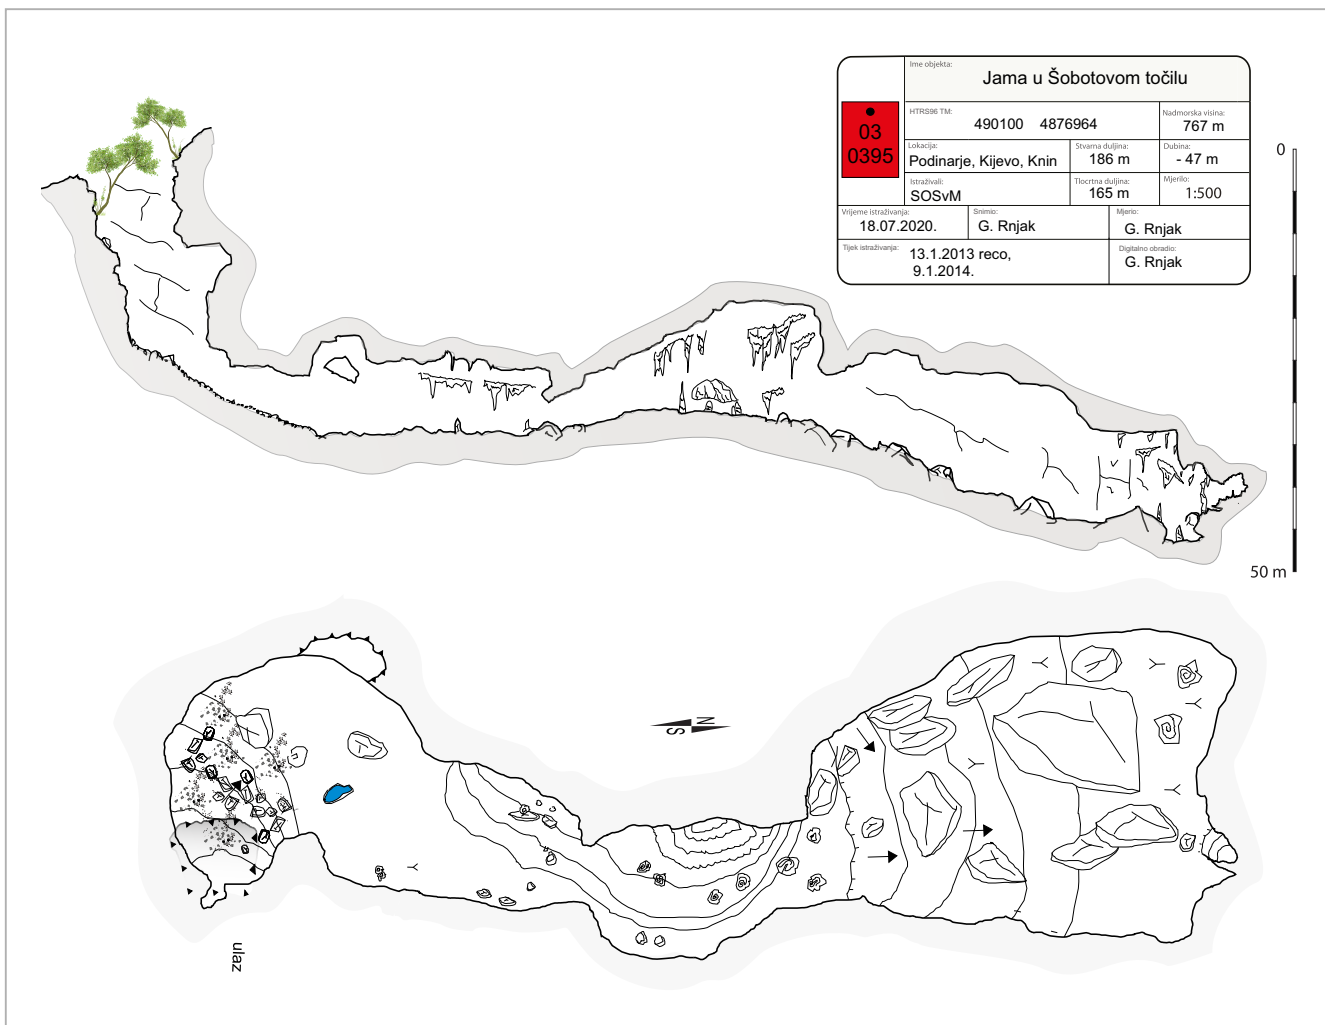 Ime objekta:
Jama u Šobotovom točilu
03
0395
HTRS96 TM:
490100 4876964
Nadmorska visina:
767 m
Lokacija:
Podinarje, Kijevo, Knin
Stvarna duljina:
186 m
Dubina:
- 47 m
Istraživali:
SOSvM
Tlocrtna duljina:
165 m
Mjerilo:
1:500
Vrijeme istraživanja:
18.07.2020.
Snimio:
G. Rnjak
Mjerio:
G. Rnjak
Tijek istraživanja:
13.1.2013 reco,
9.1.2014.
Digitalno obradio:
G. Rnjak
0
50 m
N
S
ulaz